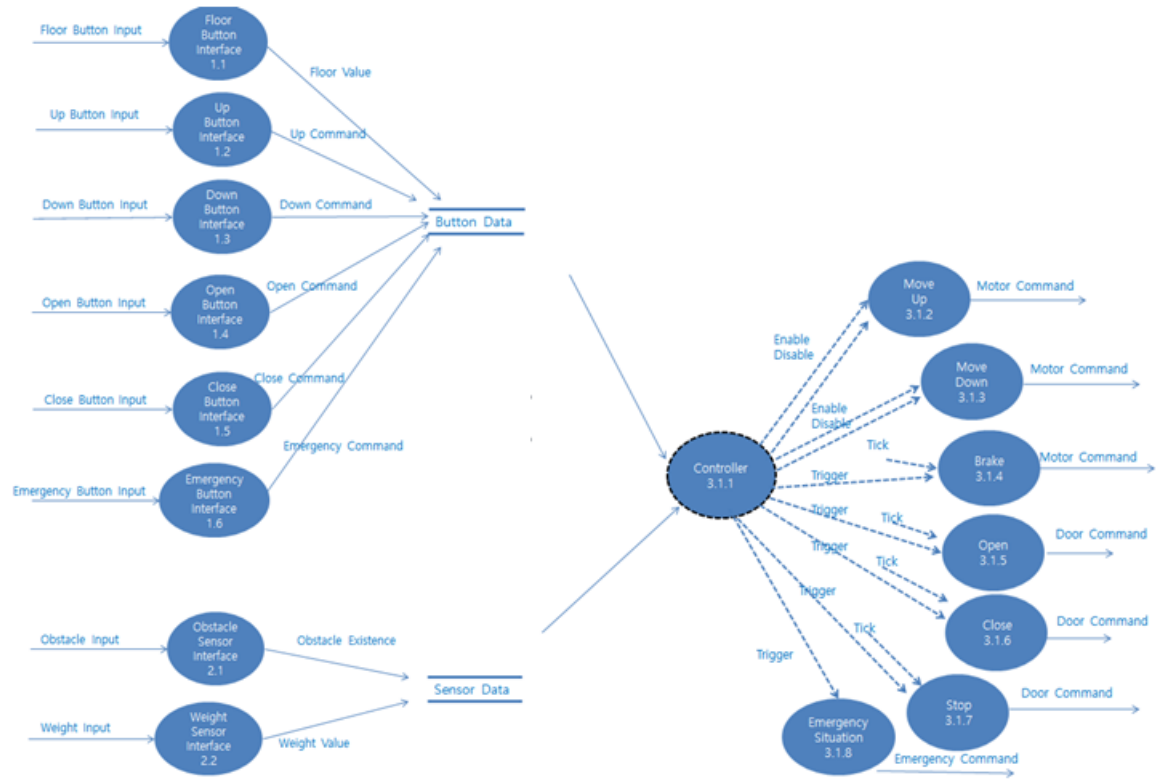 Floor Button Input
Floor
Button
Interface
1.1
Floor Value
Up Button Input
Up
Button
Interface
1.2
Up Command
Down Button Input
Down
Button
Interface
1.3
Down Command
Button Data
Open Button Input
Open
Button
Interface
1.4
Open Command
Close Button Input
Close
Button
Interface
1.5
Close Command
Emergency Button Input
Emergency
Button
Interface
1.6
Emergency Command
Obstacle Input
Obstacle
Sensor
Interface
2.1
Obstacle Existence
Sensor Data
Weight Input
Weight
Sensor
Interface
2.2
Weight Value
Controller
3.1.1
Enable
Disable
Move
Up
3.1.2
Motor Command
Enable
Disable
Move
Down
3.1.3
Motor Command
Tick
Trigger
Brake
3.1.4
Motor Command
Trigger
Tick
Open
3.1.5
Door Command
Trigger
Tick
Close
3.1.6
Door Command
Trigger
Tick
Stop
3.1.7
Door Command
Trigger
Emergency
Situation
3.1.8
Emergency Command